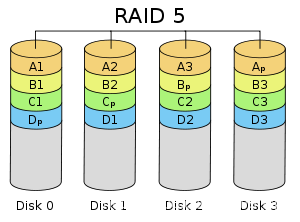 RAID 5
A1 A2 A3 Ap
B1 B2 Bp B3
C1 Cp C2 C3
Dp D1 D2 D3
Disk 0 Disk 1 Disk 2 Disk 3